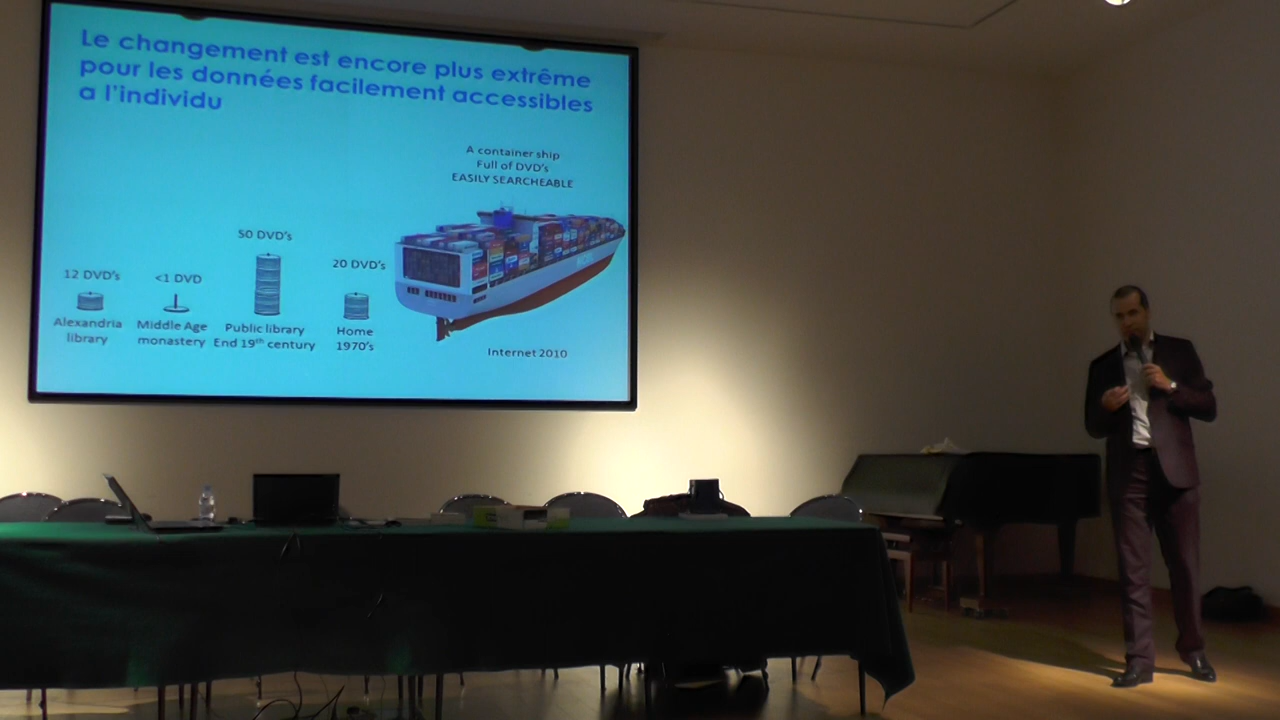 Le changement est encore plus extrême
pour les données facilement accessibles
a l'individu
A container ship
Full of DVD's
EASILY SEARCHEABLE
50 DVD's
20 DVD's
12 DVD's
<1 DVD
Alexandria
library
Middle Age
monastery
Public library
End 19th century
Home
1970's
Internet 2010